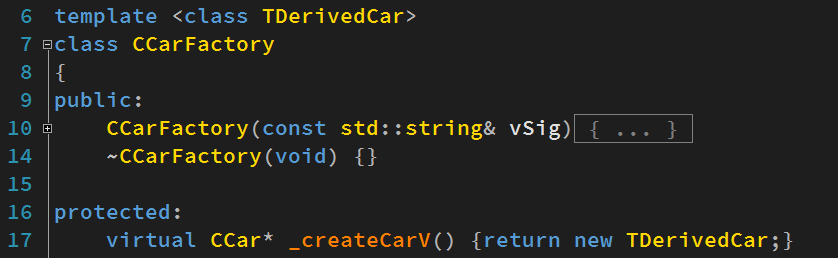 6 template <class TDerivedCar>
7 class CCarFactory
8 {
9 public:
10 CCarFactory(const std::string& vSig){ ... }
14 ~CCarFactory(void) {}
15
16 protected:
17 virtual CCar* _createCarV() {return new TDerivedCar;}